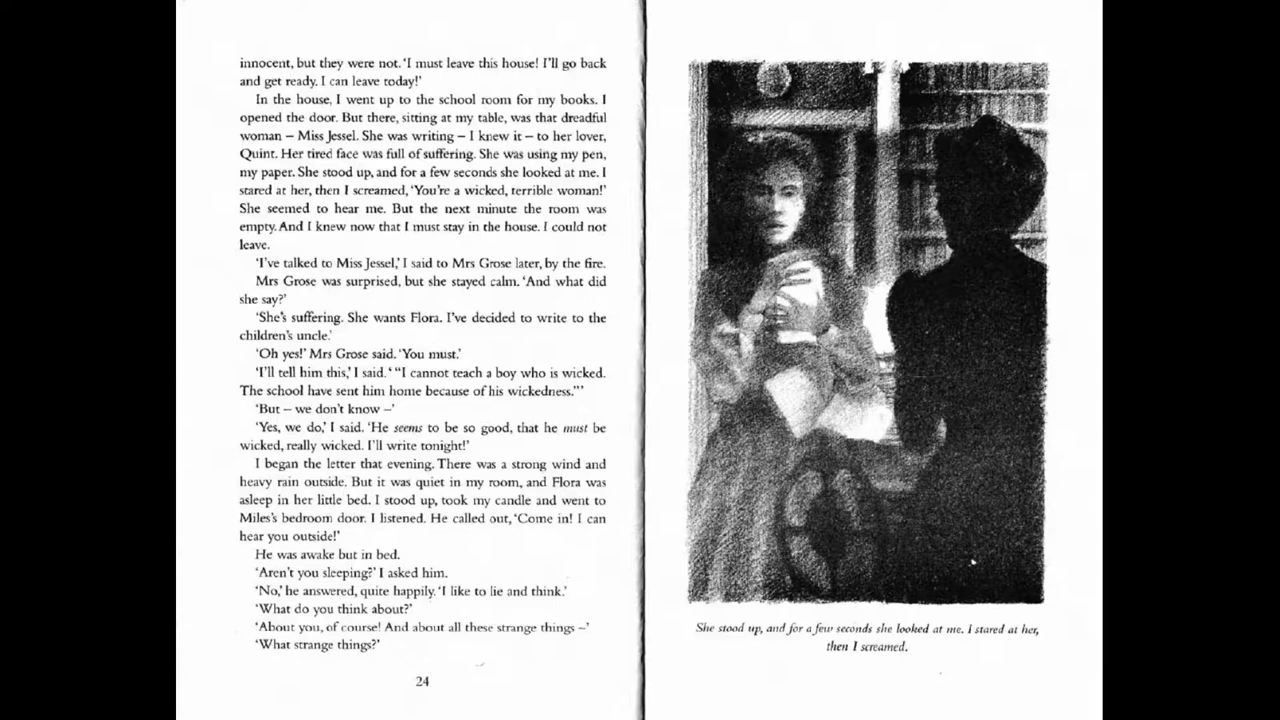 innocent, but they were not. 'I must leave this house! I'll go back
and get ready. I can leave today!'
In the house, I went up to the school room for my books. I
opened the door. But there, sitting at my table, was that dreadful
woman – Miss Jessel. She was writing – I knew it – to her lover,
Quint. Her tired face was full of suffering. She was using my pen,
my paper. She stood up, and for a few seconds she looked at me. I
stared at her, then I screamed, 'You're a wicked, terrible woman!'
She seemed to hear me. But the next minute the room was
empty. And I knew now that I must stay in the house. I could not
leave.
'I've talked to Miss Jessel,' I said to Mrs Grose later, by the fire.
Mrs Grose was surprised, but she stayed calm. 'And what did
she say?'
'She's suffering. She wants Flora. I've decided to write to the
children's uncle.'
'Oh yes!' Mrs Grose said. 'You must.'
'I'll tell him this,' I said. ' "I cannot teach a boy who is wicked.
The school have sent him home because of his wickedness."'
'But – we don't know –'
'Yes, we do,' I said. 'He seems to be so good, that he must be
wicked, really wicked. I'll write tonight!'
I began the letter that evening. There was a strong wind and
heavy rain outside. But it was quiet in my room, and Flora was
asleep in her little bed. I stood up, took my candle and went to
Miles's bedroom door. I listened. He called out, 'Come in! I can
hear you outside!'
He was awake but in bed.
'Aren't you sleeping?' I asked him.
'No,' he answered, quite happily. 'I like to lie and think.'
'What do you think about?'
'About you, of course! And about all these strange things –'
'What strange things?'
24
She stood up, and for a few seconds she looked at me. I stared at her,
then I screamed.